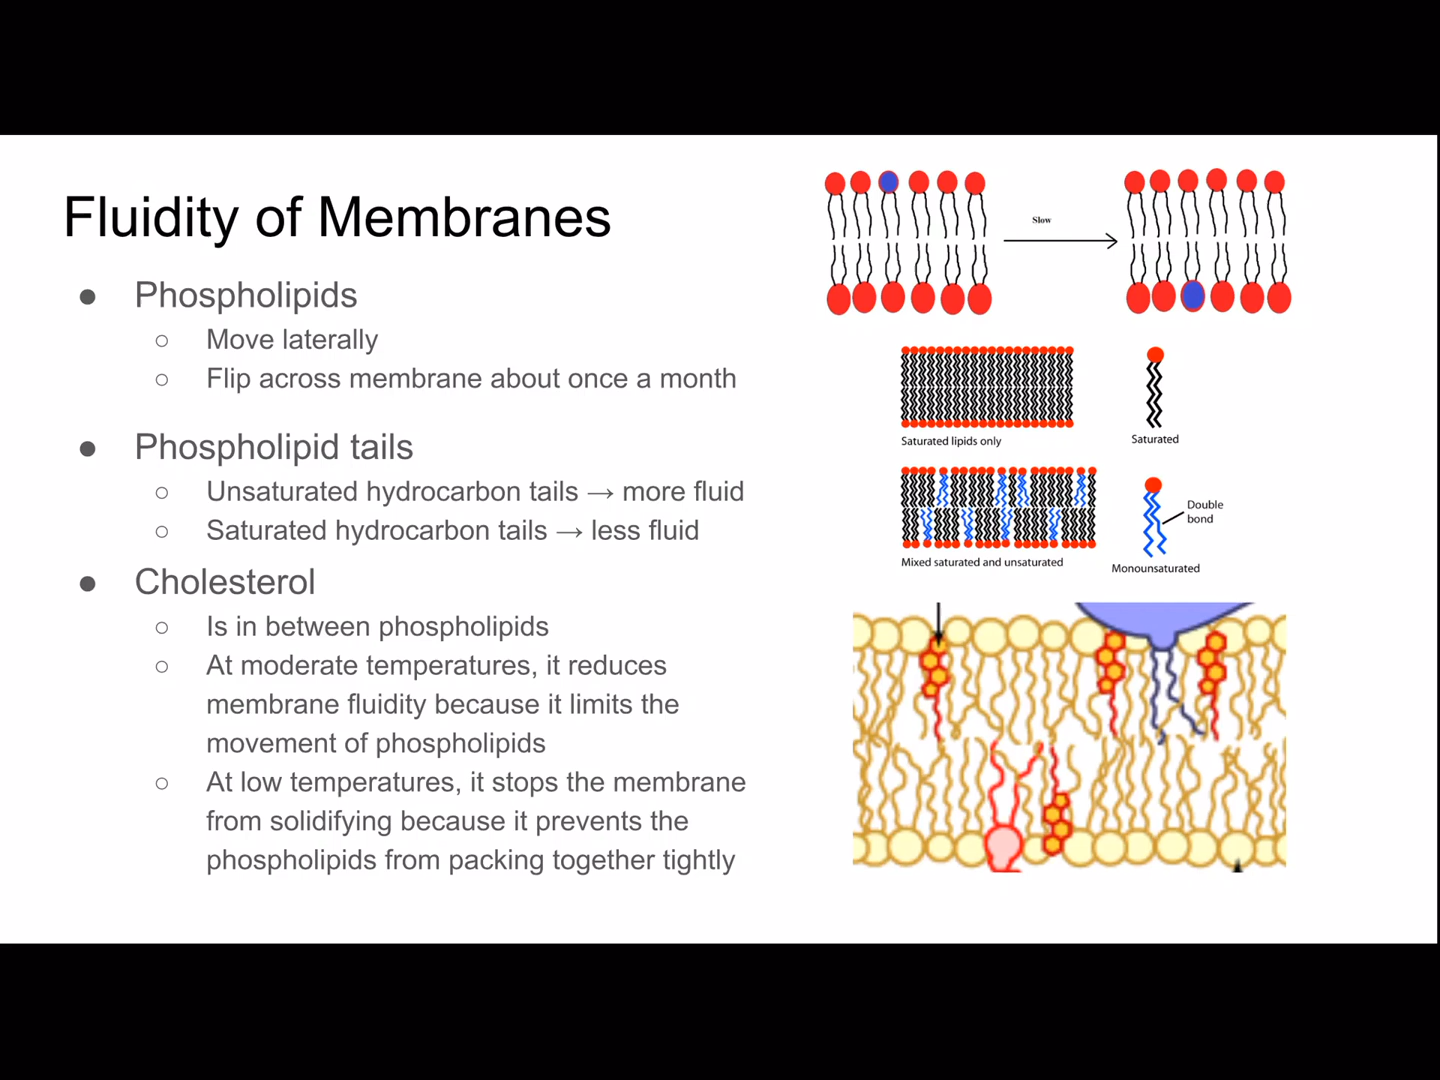 Fluidity of Membranes
● Phospholipids
○ Move laterally
○ Flip across membrane about once a month
● Phospholipid tails
○ Unsaturated hydrocarbon tails → more fluid
○ Saturated hydrocarbon tails → less fluid
● Cholesterol
○ Is in between phospholipids
○ At moderate temperatures, it reduces
membrane fluidity because it limits the
movement of phospholipids
○ At low temperatures, it stops the membrane
from solidifying because it prevents the
phospholipids from packing together tightly
Slow
Saturated lipids only
Saturated
Double
bond
Mixed saturated and unsaturated
Monounsaturated